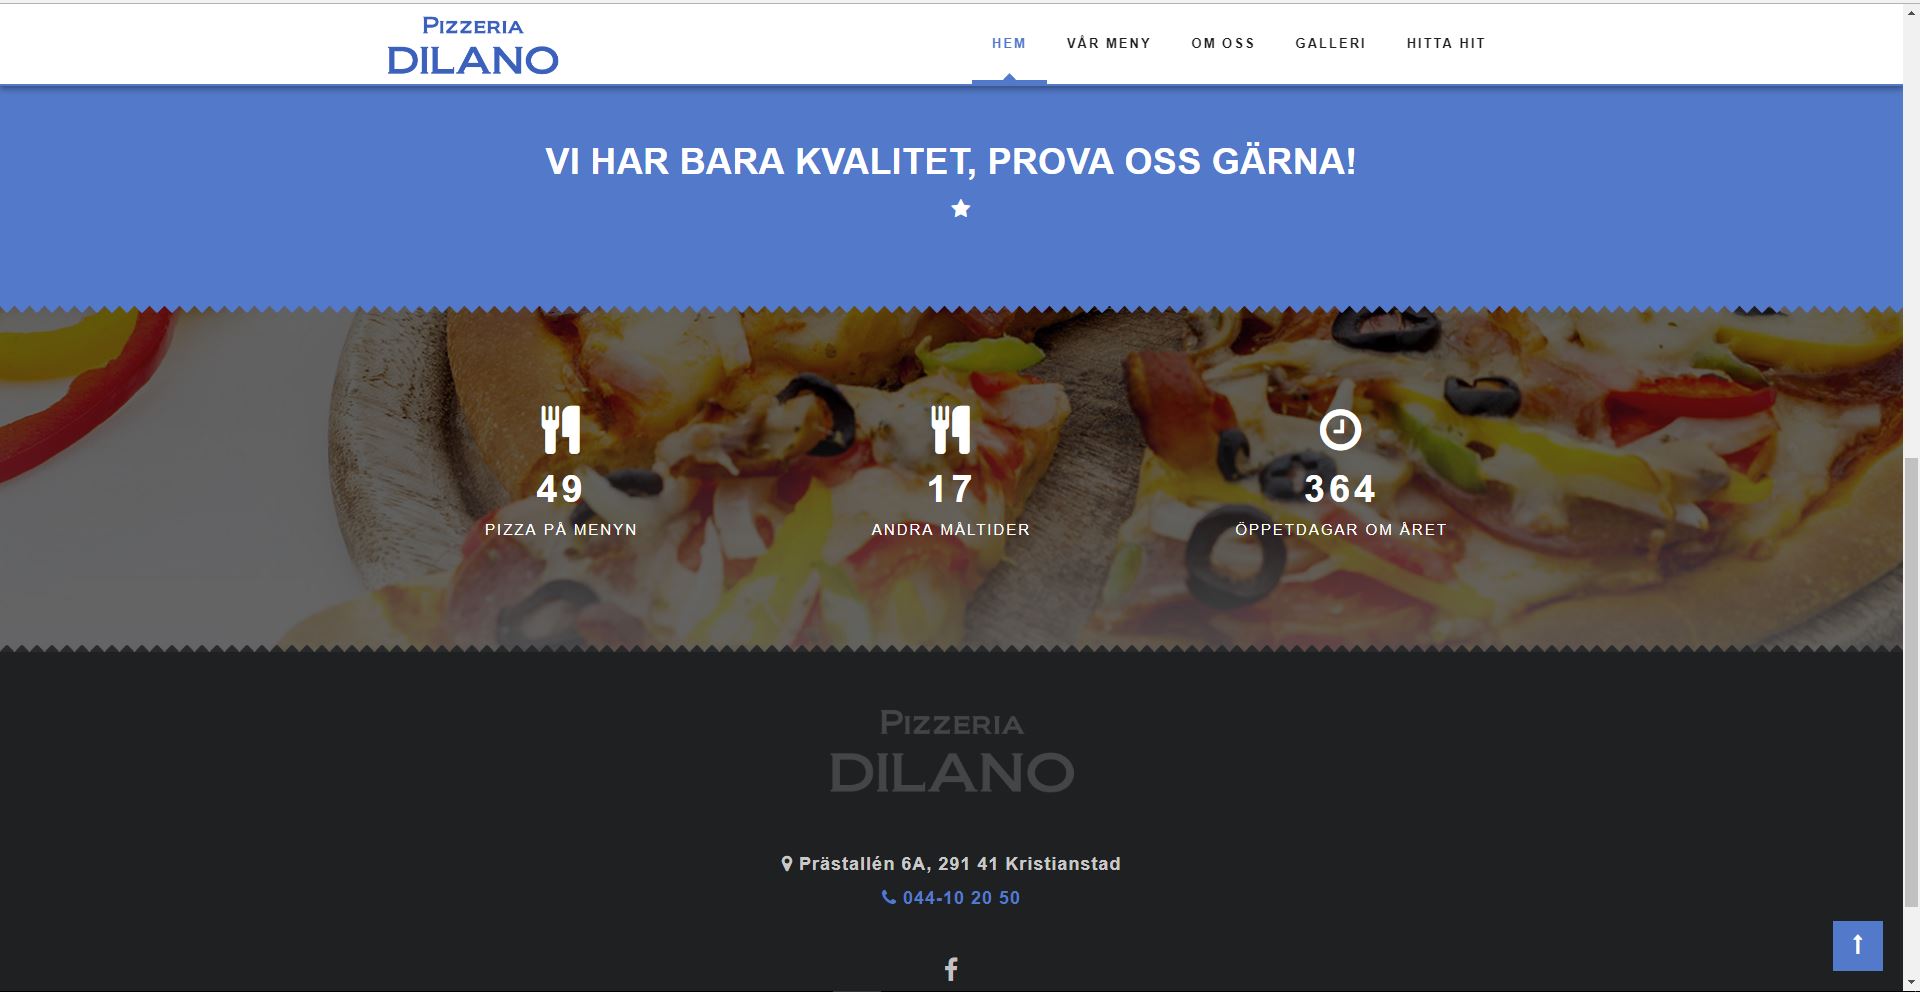 PIZZERIA
DILANO
HEM VÅR MENY OM OSS GALLERI HITTA HIT
VI HAR BARA KVALITET, PROVA OSS GÄRNA!
49
PIZZA PÅ MENYN
17
ANDRA MÅLTIDER
364
ÖPPETDAGAR OM ÅRET
PIZZERIA
DILANO
Prästallén 6A, 291 41 Kristianstad
044-10 20 50